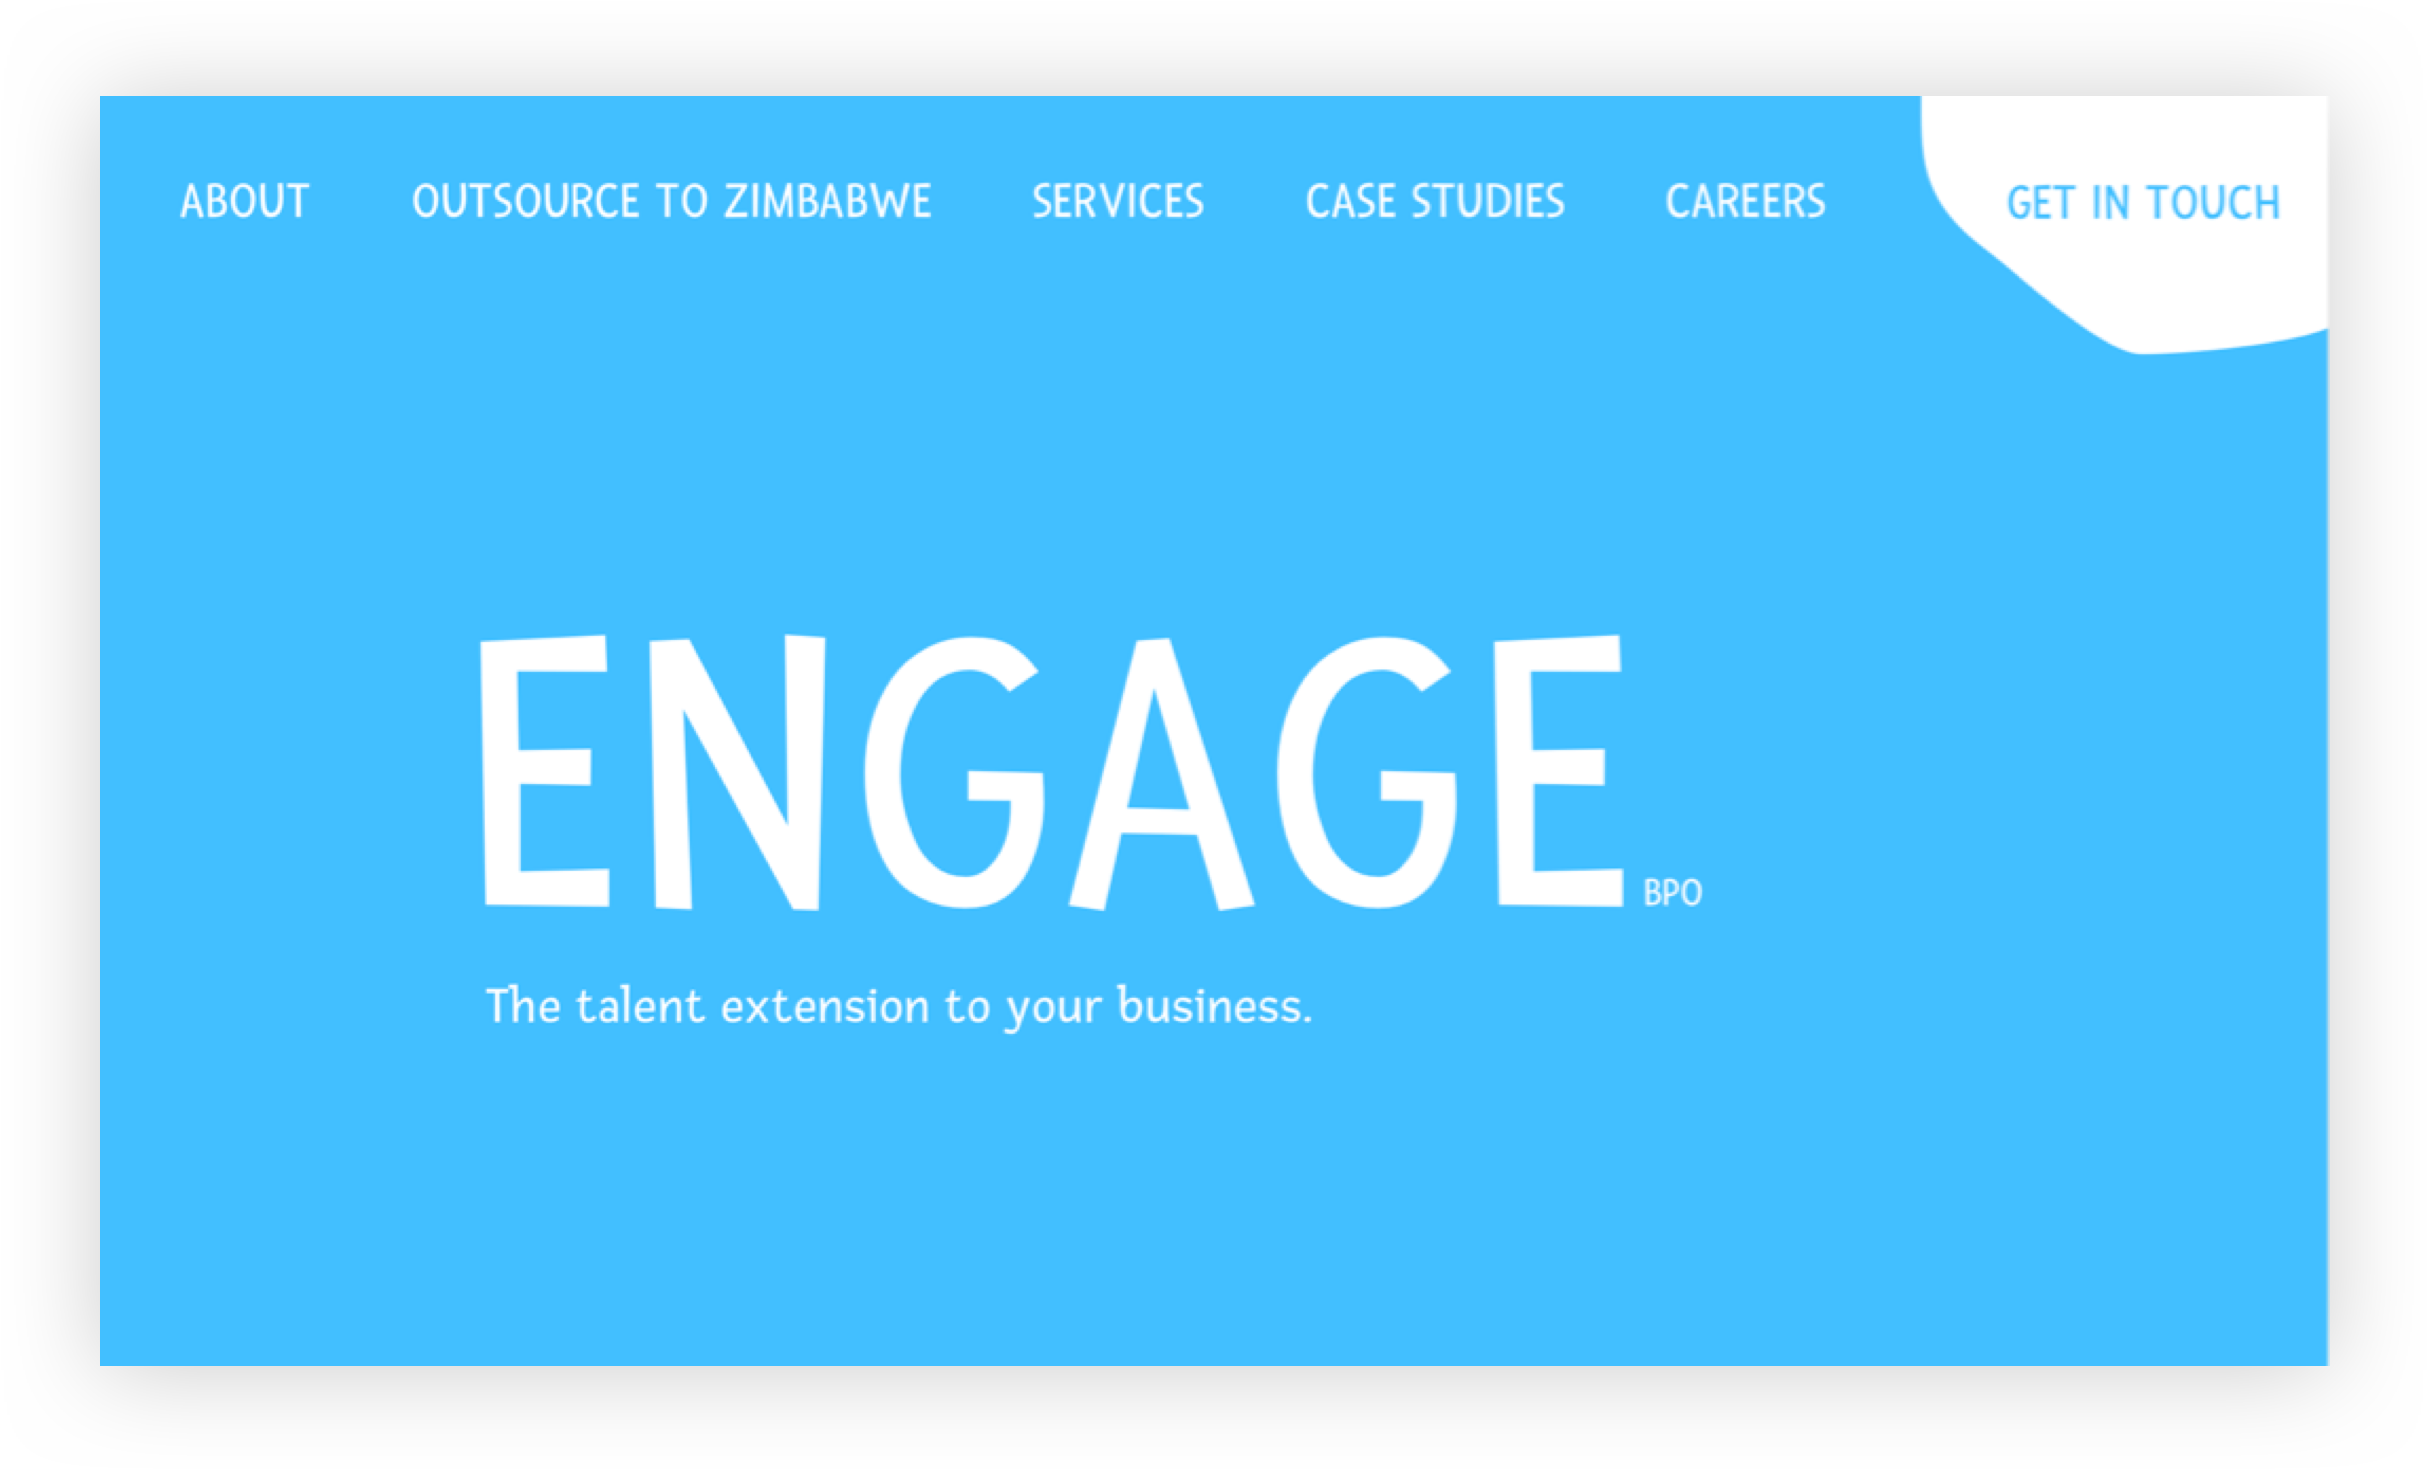 ABOUT OUTSOURCE TO ZIMBABWE SERVICES CASE STUDIES CAREERS GET IN TOUCH
ENGAGE BPO
The talent extension to your business.